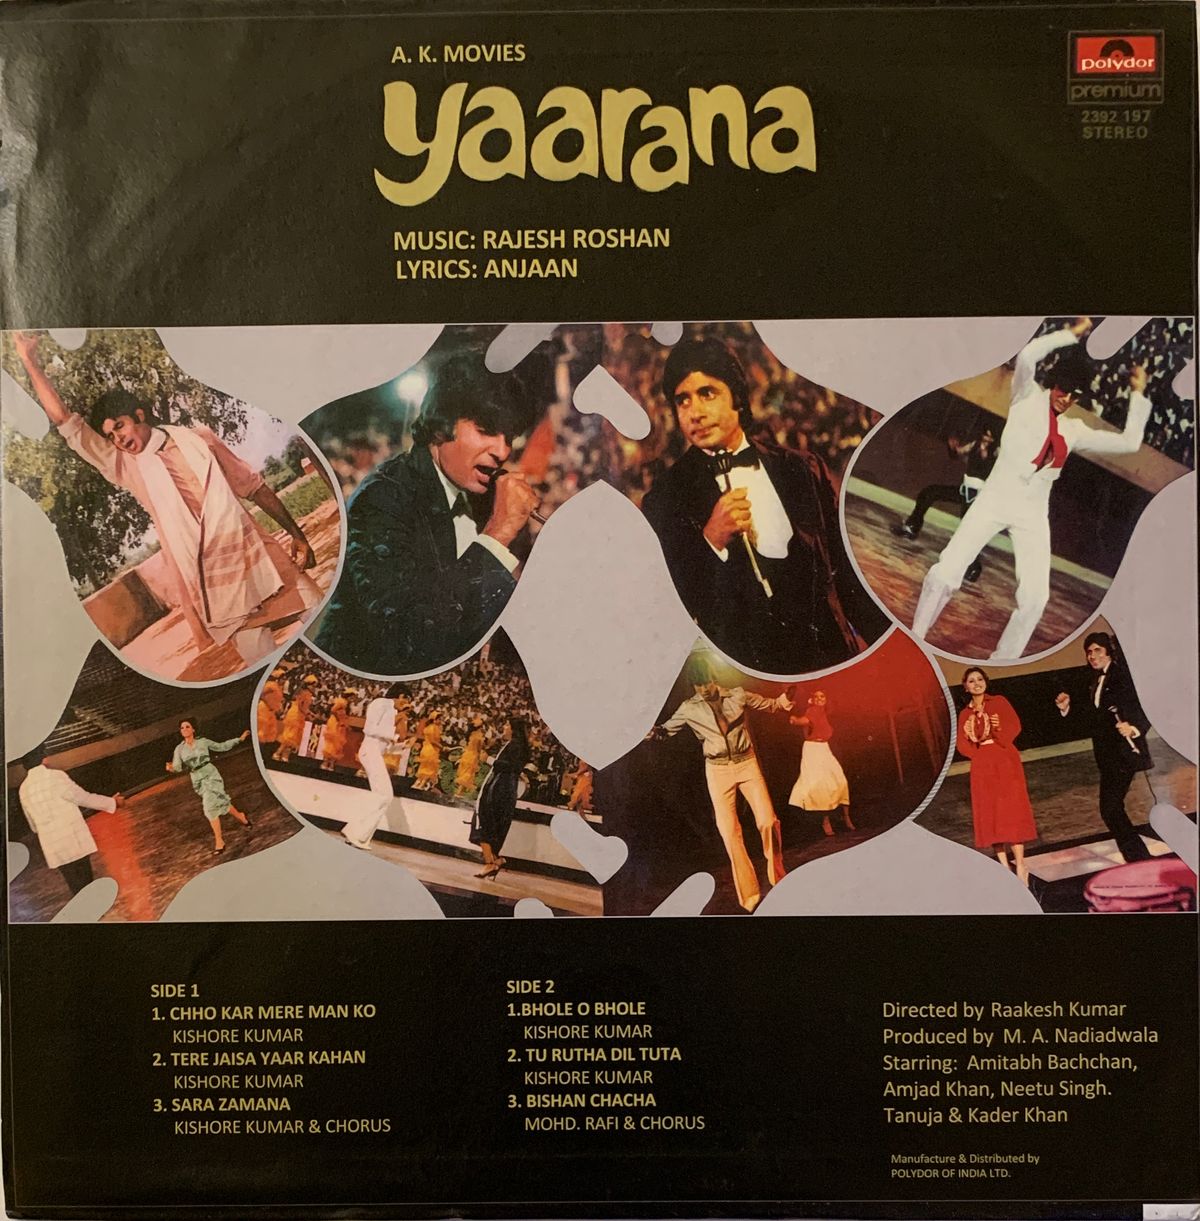 A. K. MOVIES
yaarana
polydor
premium
2392 197
STEREO
MUSIC: RAJESH ROSHAN
LYRICS: ANJAAN
SIDE 1
1. CHHO KAR MERE MAN KO
KISHORE KUMAR
2. TERE JAISA YAAR KAHAN
KISHORE KUMAR
3. SARA ZAMANA
KISHORE KUMAR & CHORUS
SIDE 2
1.BHOLE O BHOLE
KISHORE KUMAR
2. TU RUTHA DIL TUTA
KISHORE KUMAR
3. BISHAN CHACHA
MOHD. RAFI & CHORUS
Directed by Raakesh Kumar
Produced by M. A. Nadiadwala
Starring: Amitabh Bachchan,
Amjad Khan, Neetu Singh.
Tanuja & Kader Khan
Manufacture & Distributed by
POLYDOR OF INDIA LTD.